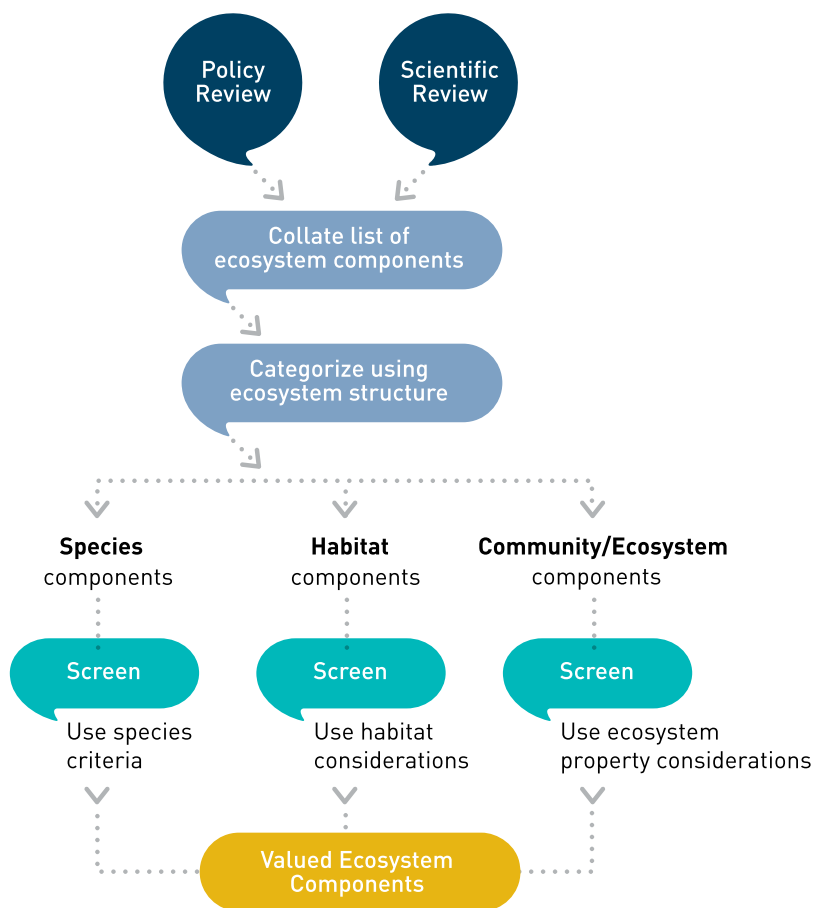 Policy
Review
Scientific
Review
Collate list of
ecosystem components
Categorize using
ecosystem structure
Species
components
Habitat
components
Community/Ecosystem
components
Screen
Use species
criteria
Screen
Use habitat
considerations
Screen
Use ecosystem
property considerations
Valued Ecosystem
Components